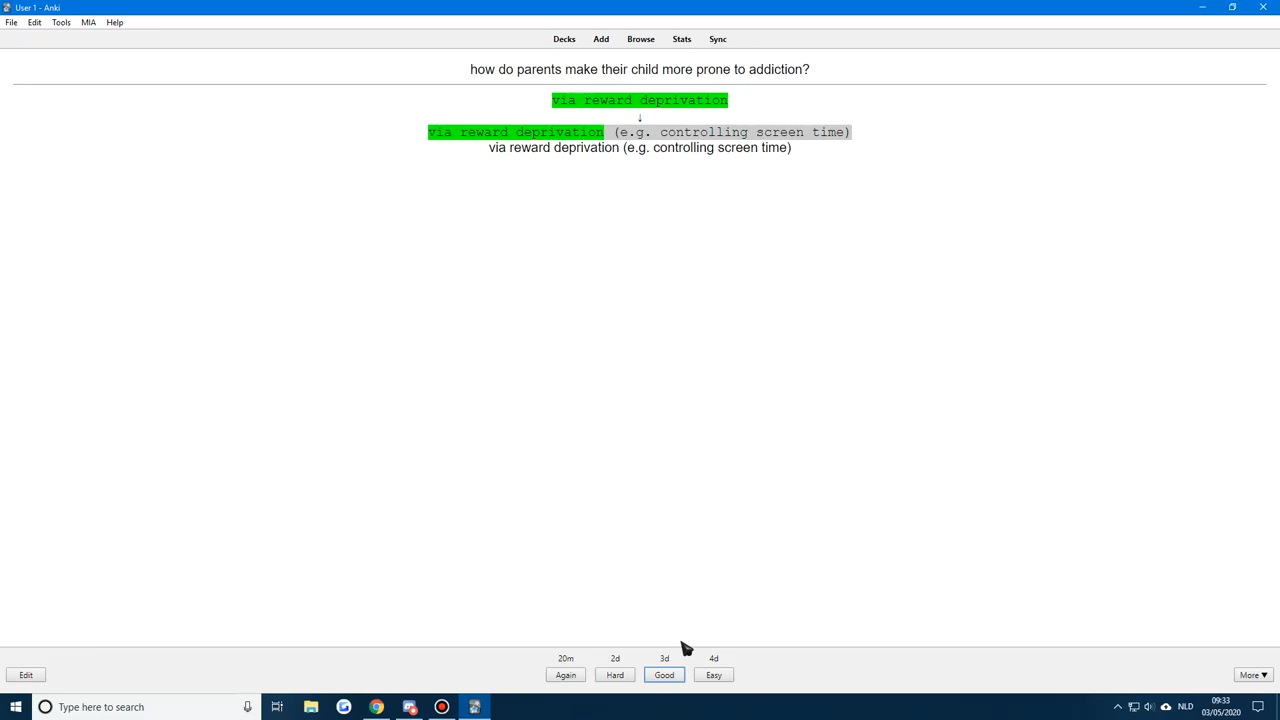 User 1 - Anki
File Edit Tools MIA Help
Decks Add Browse Stats Sync
how do parents make their child more prone to addiction?
via reward deprivation
↓
via reward deprivation (e.g. controlling screen time)
via reward deprivation (e.g. controlling screen time)
20m 2d 3d 4d
Edit Again Hard Good Easy More ▼
Type here to search
NLD
09:33
03/05/2020